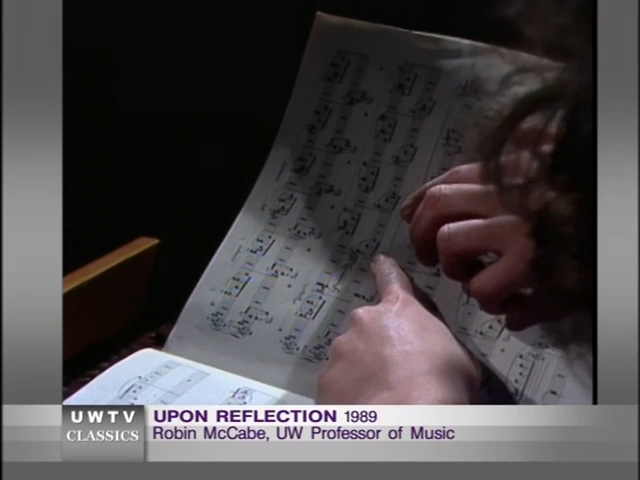 UWTV
CLASSICS
UPON REFLECTION 1989
Robin McCabe, UW Professor of Music